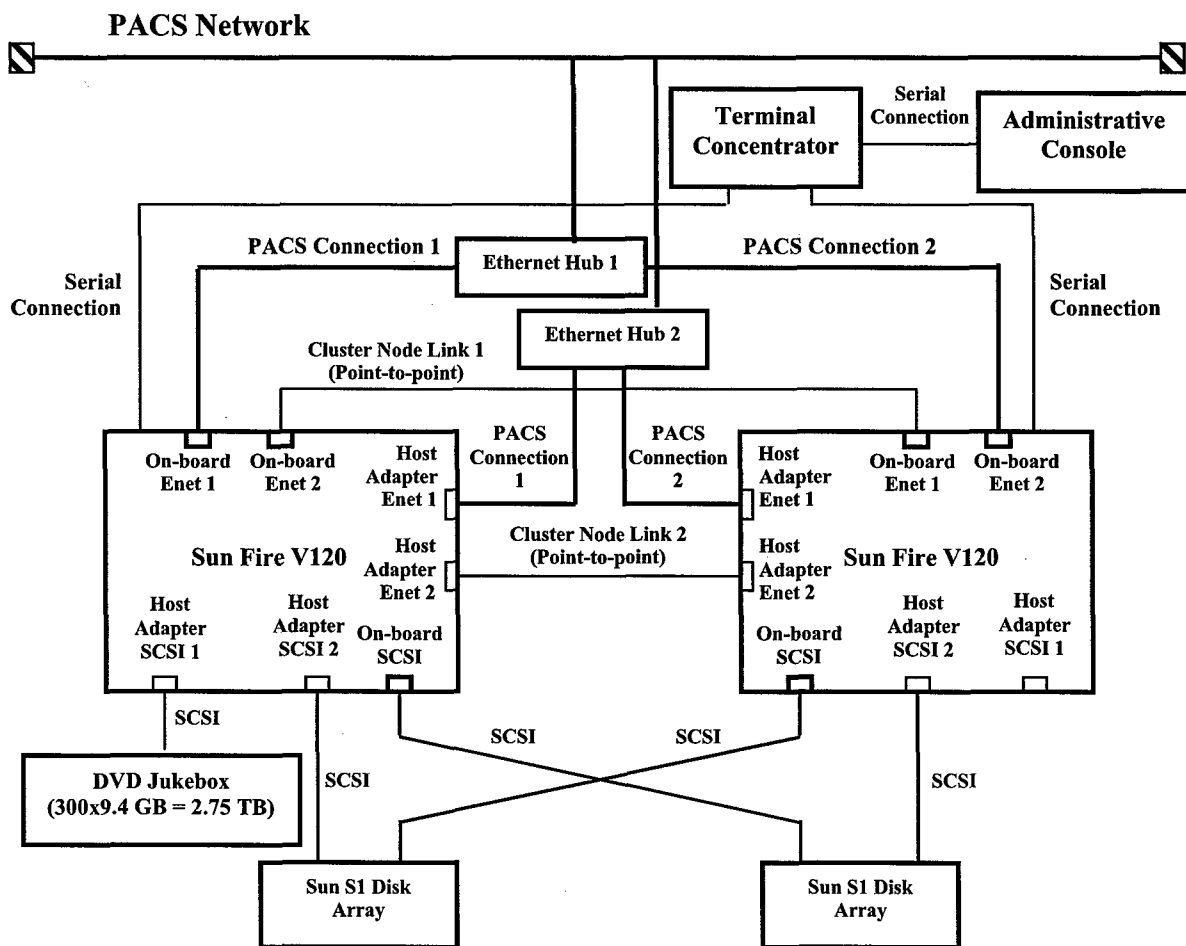 PACS Network
Terminal
Concentrator
Serial
Connection
Administrative
Console
PACS Connection 1
Ethernet Hub 1
PACS Connection 2
Serial
Connection
Serial
Connection
Ethernet Hub 2
Cluster Node Link 1
(Point-to-point)
On-board
Enet 1
On-board
Enet 2
Host
Adapter
Enet 1
PACS
Connection
1
PACS
Connection
2
Host
Adapter
Enet 1
On-board
Enet 1
On-board
Enet 2
Sun Fire V120
Host
Adapter
Enet 2
Cluster Node Link 2
(Point-to-point)
Host
Adapter
Enet 2
Sun Fire V120
Host
Adapter
SCSI 1
Host
Adapter
SCSI 2
On-board
SCSI
On-board
SCSI
Host
Adapter
SCSI 2
Host
Adapter
SCSI 1
SCSI
SCSI
SCSI
SCSI
SCSI
DVD Jukebox
(300x9.4 GB = 2.75 TB)
Sun S1 Disk
Array
Sun S1 Disk
Array